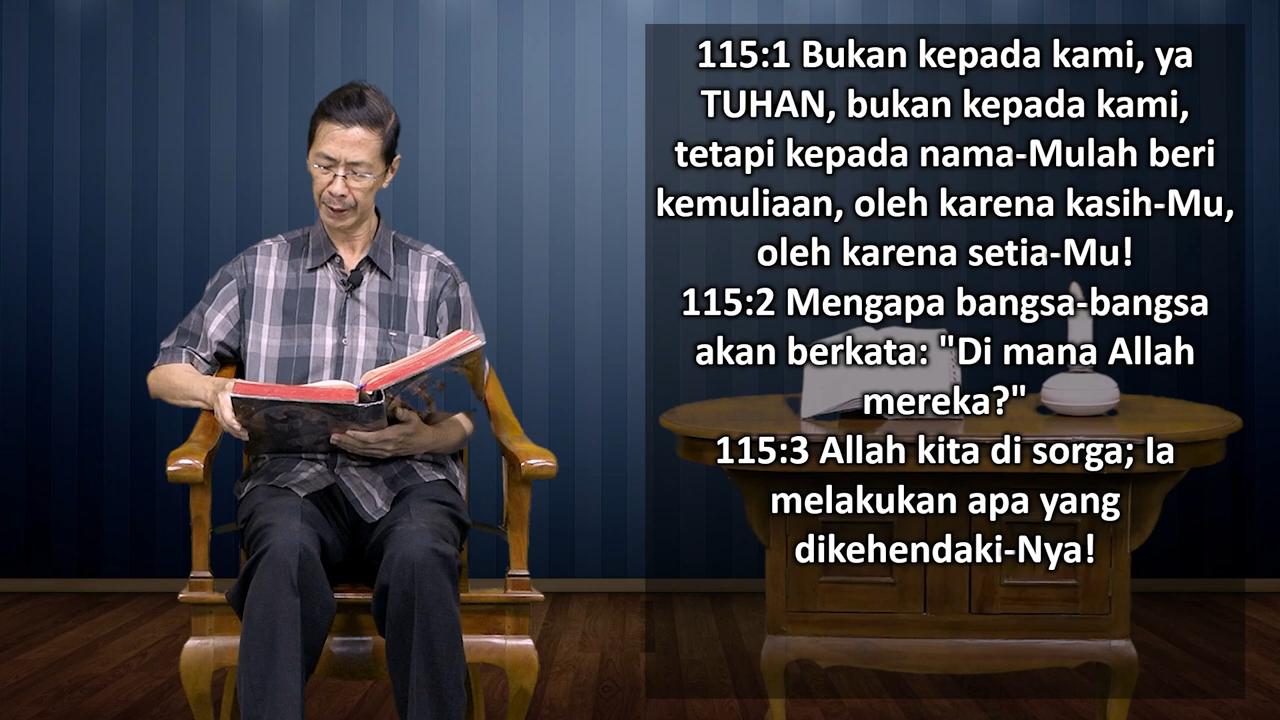 115:1 Bukan kepada kami, ya
TUHAN, bukan kepada kami,
tetapi kepada nama-Mulah beri
kemuliaan, oleh karena kasih-Mu,
oleh karena setia-Mu!
115:2 Mengapa bangsa-bangsa
akan berkata: "Di mana Allah
mereka?"
115:3 Allah kita di sorga; Ia
melakukan apa yang
dikehendaki-Nya!